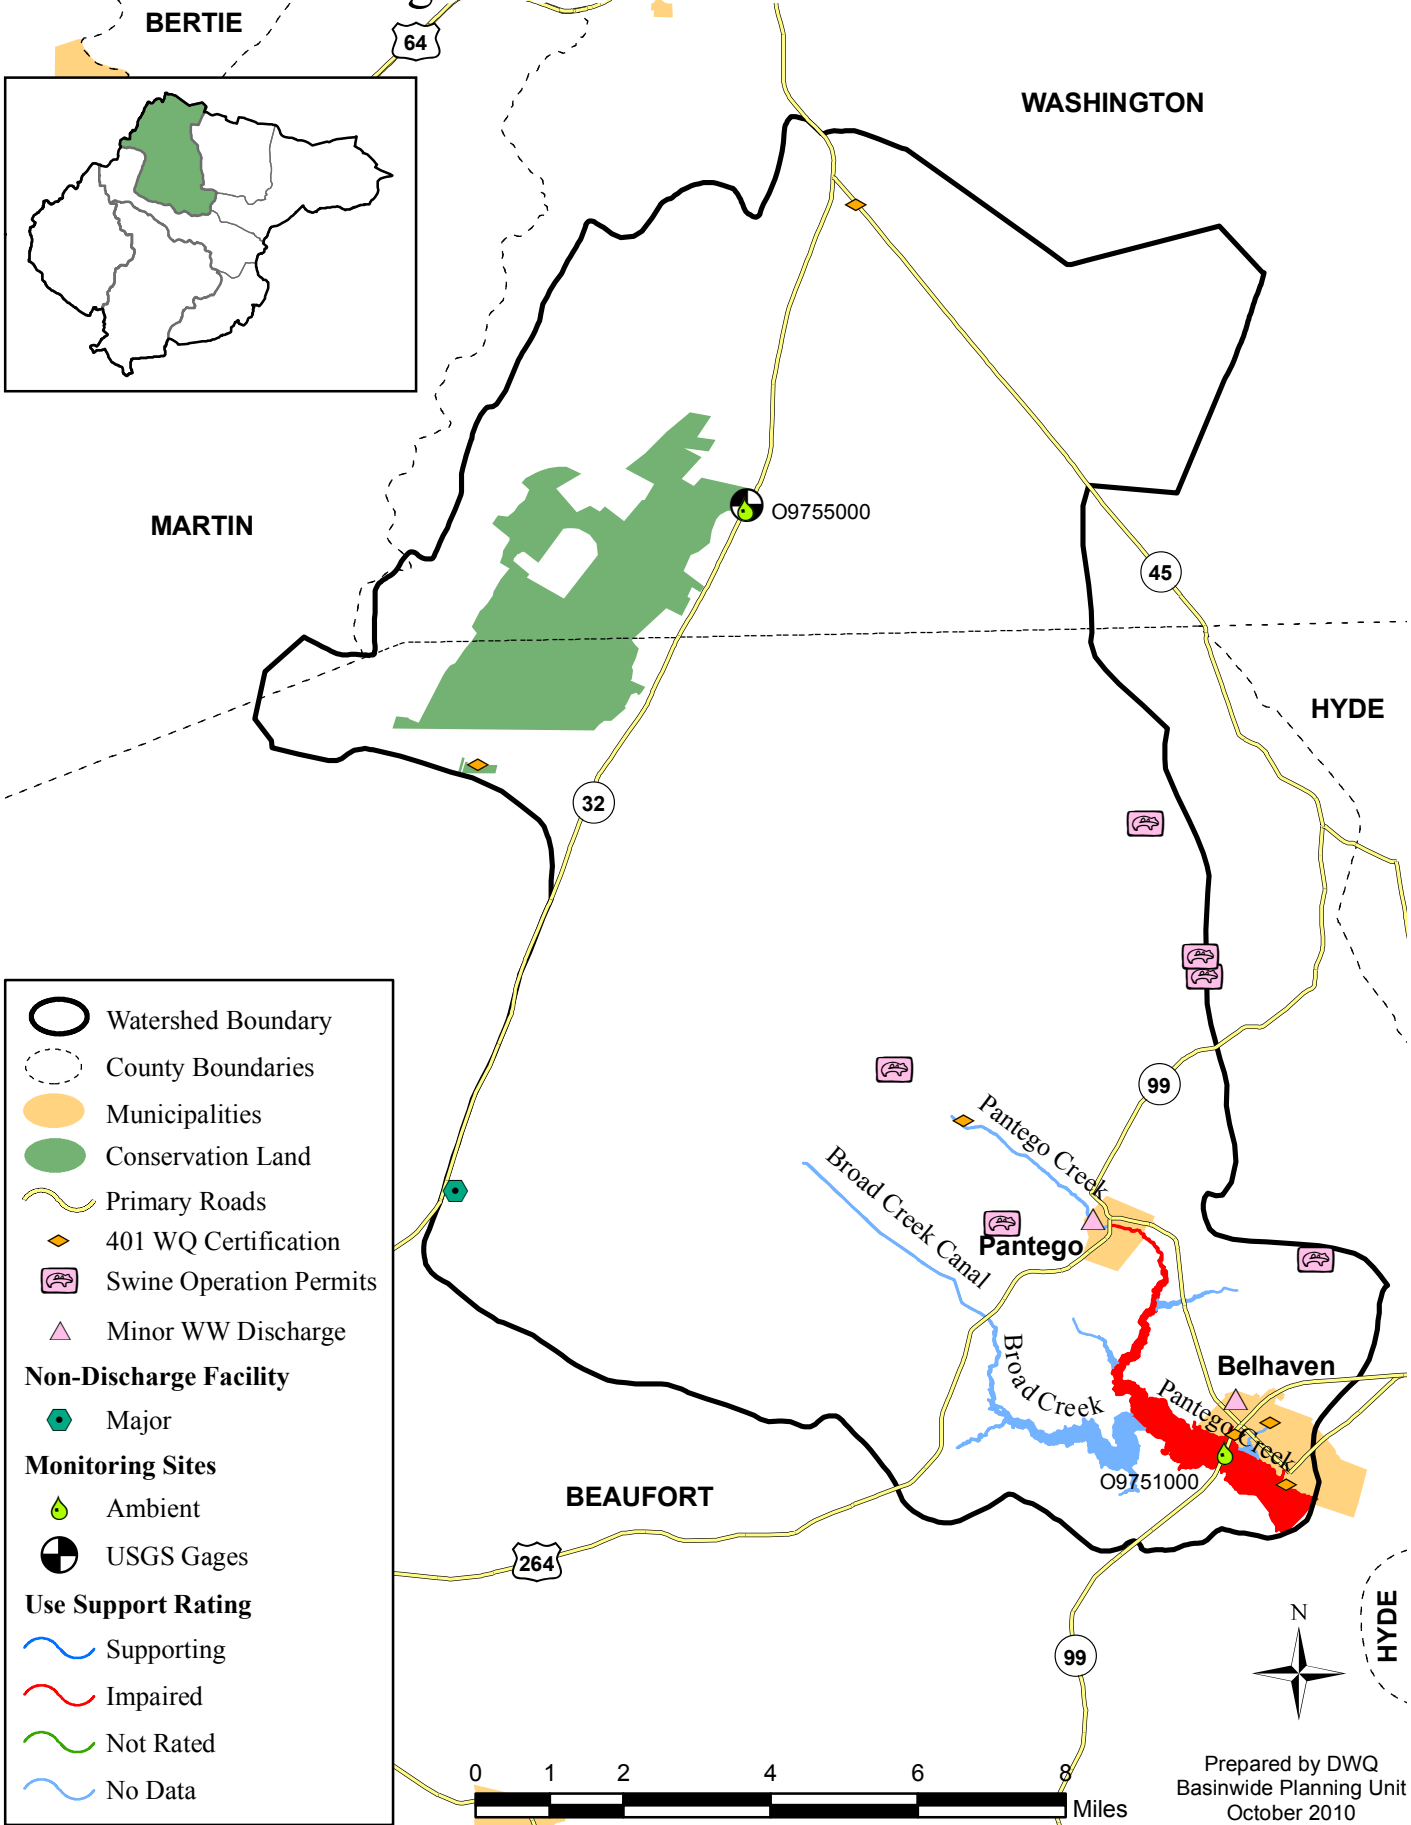 BERTIE
64
WASHINGTON
MARTIN
O9755000
45
HYDE
32
99
Pantego Creek
Broad Creek Canal
Pantego
Broad Creek
Belhaven
Pantego Creek
O9751000
BEAUFORT
264
99
HYDE
N
Watershed Boundary
County Boundaries
Municipalities
Conservation Land
Primary Roads
401 WQ Certification
Swine Operation Permits
Minor WW Discharge
Non-Discharge Facility
Major
Monitoring Sites
Ambient
USGS Gages
Use Support Rating
Supporting
Impaired
Not Rated
No Data
0 1 2 4 6 8
Miles
Prepared by DWQ
Basinwide Planning Unit
October 2010